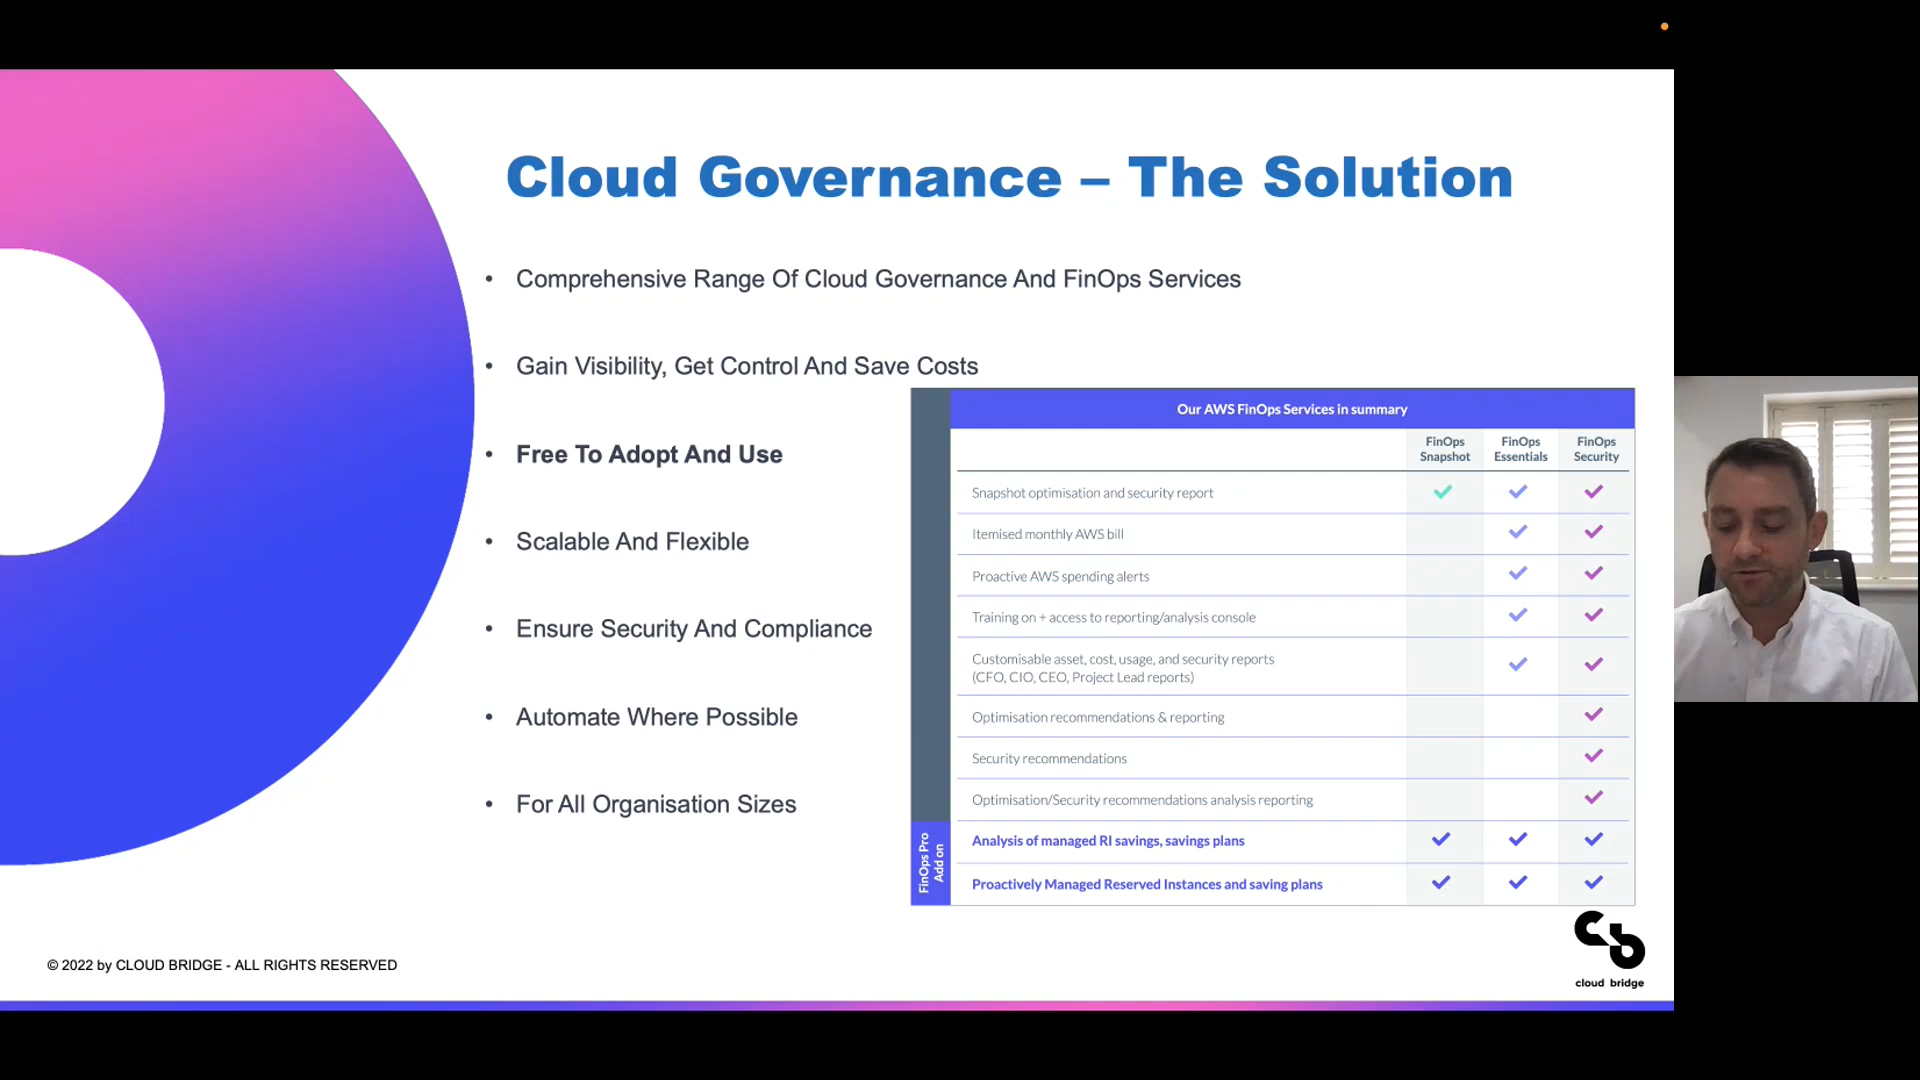 Cloud Governance – The Solution
• Comprehensive Range Of Cloud Governance And FinOps Services
• Gain Visibility, Get Control And Save Costs
• Free To Adopt And Use
• Scalable And Flexible
• Ensure Security And Compliance
• Automate Where Possible
• For All Organisation Sizes
Our AWS FinOps Services in summary
FinOps Snapshot FinOps Essentials FinOps Security
Snapshot optimisation and security report
Itemised monthly AWS bill
Proactive AWS spending alerts
Training on + access to reporting/analysis console
Customisable asset, cost, usage, and security reports
(CFO, CIO, CEO, Project Lead reports)
Optimisation recommendations & reporting
Security recommendations
Optimisation/Security recommendations analysis reporting
FinOps Pro
Add on
Analysis of managed RI savings, savings plans
Proactively Managed Reserved Instances and saving plans
cloud bridge
© 2022 by CLOUD BRIDGE - ALL RIGHTS RESERVED